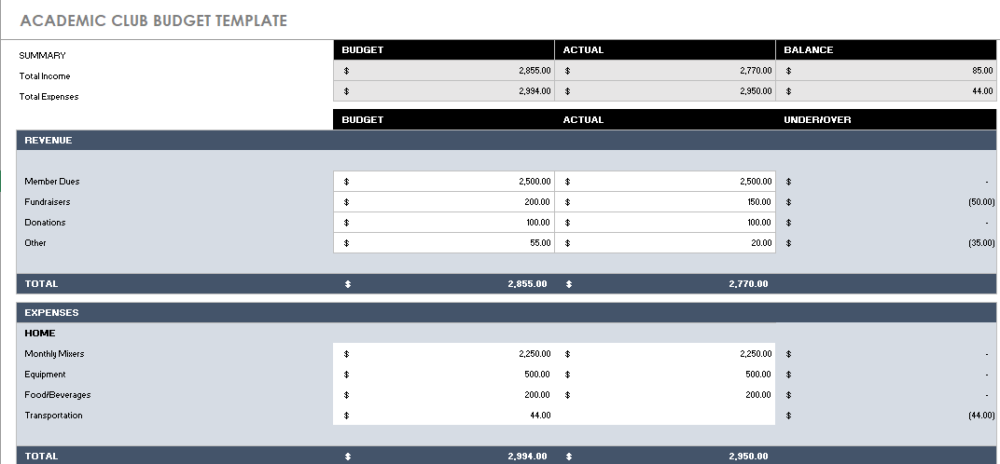 ACADEMIC CLUB BUDGET TEMPLATE
SUMMARY BUDGET ACTUAL BALANCE
Total Income $ 2,855.00 $ 2,770.00 $ 85.00
Total Expenses $ 2,994.00 $ 2,950.00 $ 44.00
BUDGET ACTUAL UNDER/OVER
REVENUE
Member Dues $ 2,500.00 $ 2,500.00 $ -
Fundraisers $ 200.00 $ 150.00 $ (50.00)
Donations $ 100.00 $ 100.00 $ -
Other $ 55.00 $ 20.00 $ (35.00)
TOTAL $ 2,855.00 $ 2,770.00
EXPENSES
HOME
Monthly Mixers $ 2,250.00 $ 2,250.00 $ -
Equipment $ 500.00 $ 500.00 $ -
Food/Beverages $ 200.00 $ 200.00 $ -
Transportation $ 44.00 $ (44.00)
TOTAL $ 2,994.00 $ 2,950.00